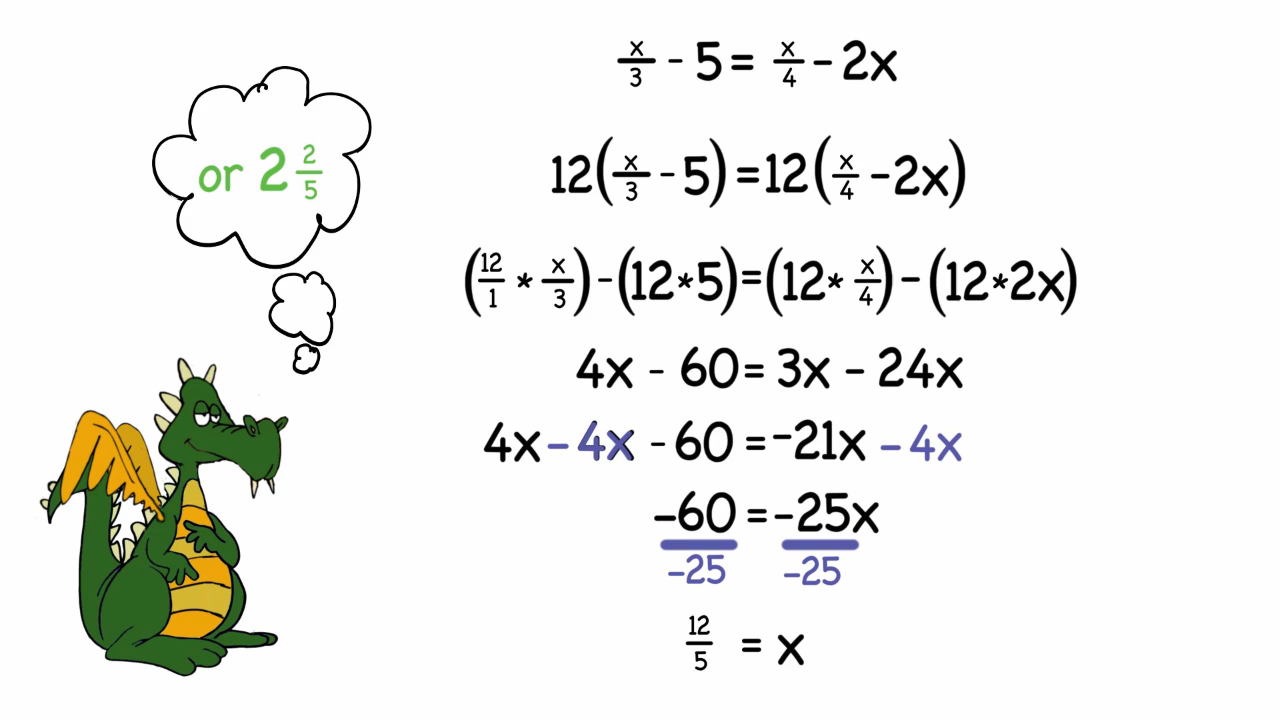 x/3 - 5 = x/4 - 2x
or 2 2/5
12(x/3 - 5) = 12(x/4 - 2x)
(12/1 * x/3) - (12*5) = (12* x/4) - (12*2x)
4x - 60 = 3x - 24x
4x - 4x - 60 = -21x - 4x
-60 = -25x
-25 -25
12/5 = x